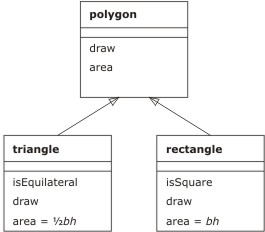 polygon
draw
area
triangle
isEquilateral
draw
area = ½bh
rectangle
isSquare
draw
area = bh